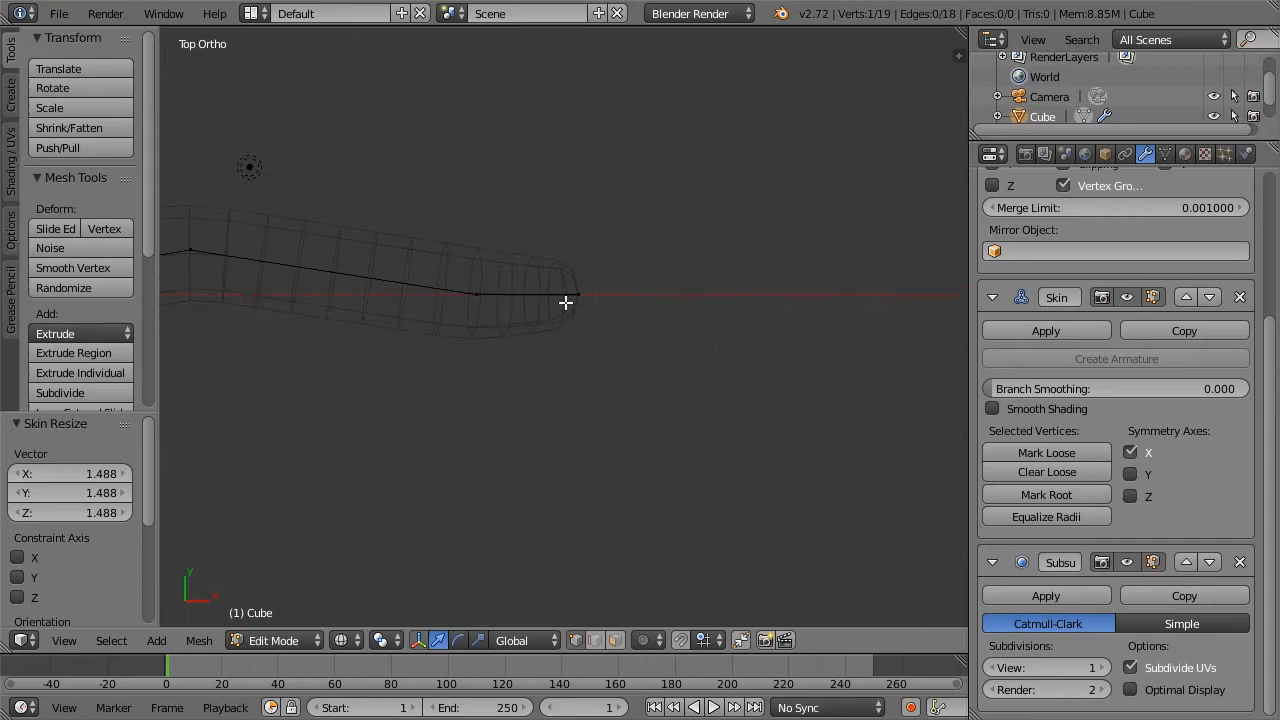 File Render Window Help Default Scene Blender Render v2.72 | Verts:1/19 | Edges:0/18 | Faces:0/0 | Tris:0 | Mem:8.85M | Cube
Tools
Create
Shading / UVs
Options
Grease Pencil
Transform
Translate
Rotate
Scale
Shrink/Fatten
Push/Pull
Mesh Tools
Deform:
Slide Ed Vertex
Noise
Smooth Vertex
Randomize
Add:
Extrude
Extrude Region
Extrude Individual
Subdivide
Skin Resize
Vector
X: 1.488
Y: 1.488
Z: 1.488
Constraint Axis
X
Y
Z
Orientation
Top Ortho
y
x
(1) Cube
View Select Add Mesh Edit Mode Global
-40 -20 0 20 40 60 80 100 120 140 160 180 200 220 240 260
View Marker Frame Playback Start: 1 End: 250 1 No Sync
View Search All Scenes
RenderLayers
World
Camera
Cube
Z Vertex Gro...
Merge Limit: 0.001000
Mirror Object:
Skin
Apply Copy
Create Armature
Branch Smoothing: 0.000
Smooth Shading
Selected Vertices: Symmetry Axes:
Mark Loose X
Clear Loose Y
Mark Root Z
Equalize Radii
Subsu
Apply Copy
Catmull-Clark Simple
Subdivisions: Options:
View: 1 Subdivide UVs
Render: 2 Optimal Display